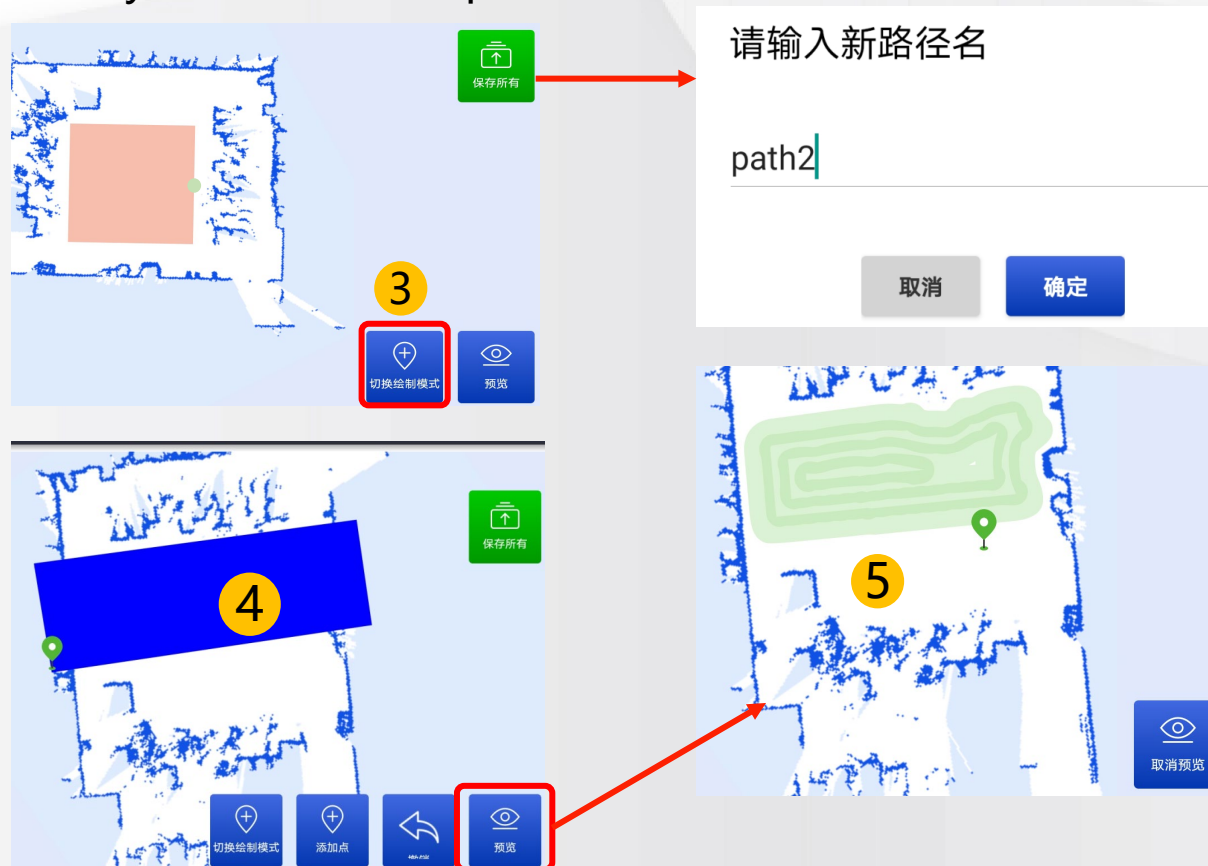 保存所有
请输入新路径名
path2
取消
确定
3
切换绘制模式
预览
保存所有
4
5
切换绘制模式
添加点
预览
取消预览